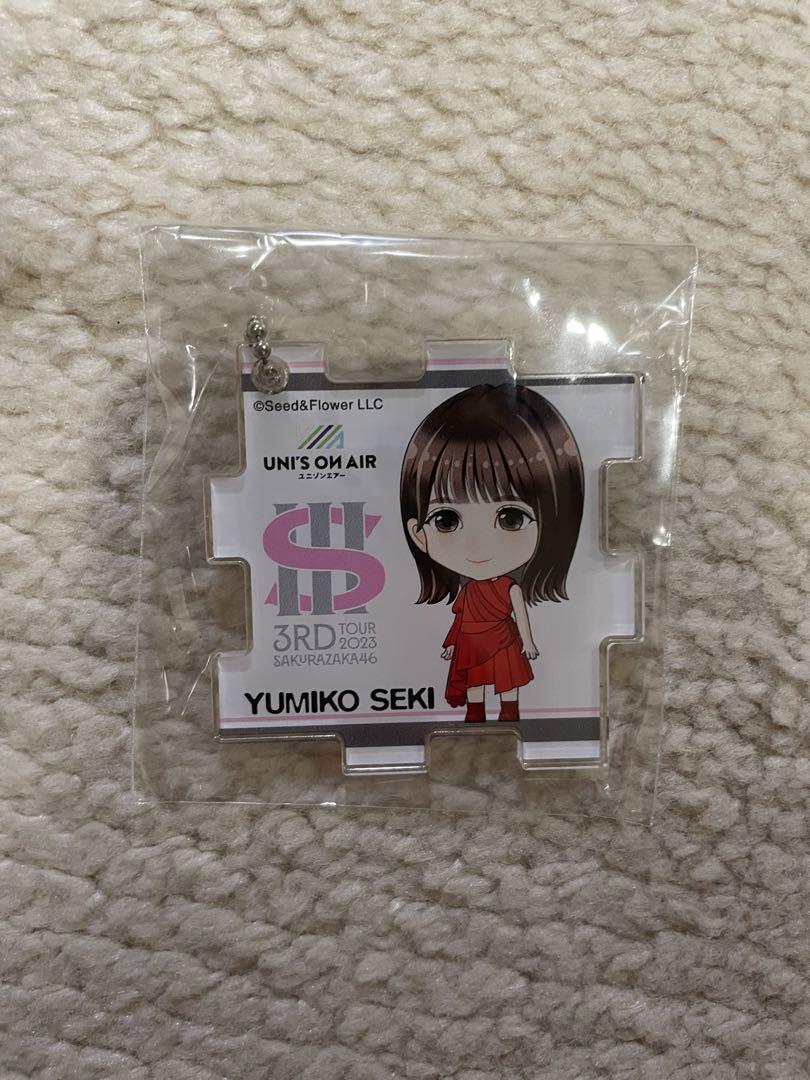 ©Seed&Flower LLC
UNI'S ON AIR
ユニゾンエアー
III S
3RD TOUR 2023
SAKURAZAKA46
YUMIKO SEKI